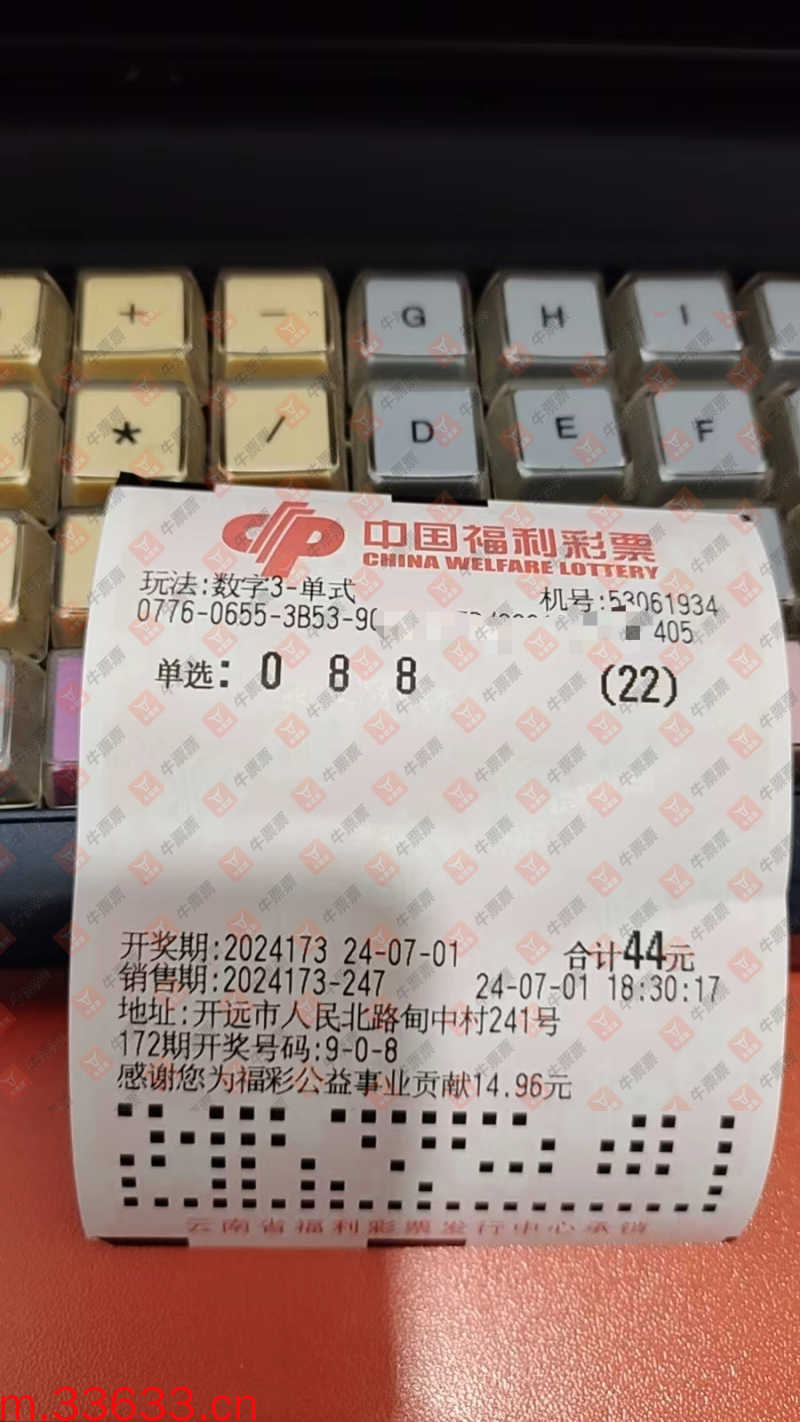 + - G H I
* / D E F
中国福利彩票
CHINA WELFARE LOTTERY
玩法:数字3-单式
机号:53061934
0776-0655-3B53-90
405
单选: 0 8 8 (22)
开奖期:2024173 24-07-01 合计44元
销售期:2024173-247 24-07-01 18:30:17
地址:开远市人民北路甸中村241号
172期开奖号码:9-0-8
感谢您为福彩公益事业贡献14.96元
云南省福利彩票发行中心承销
牛票票
m.33633.cn